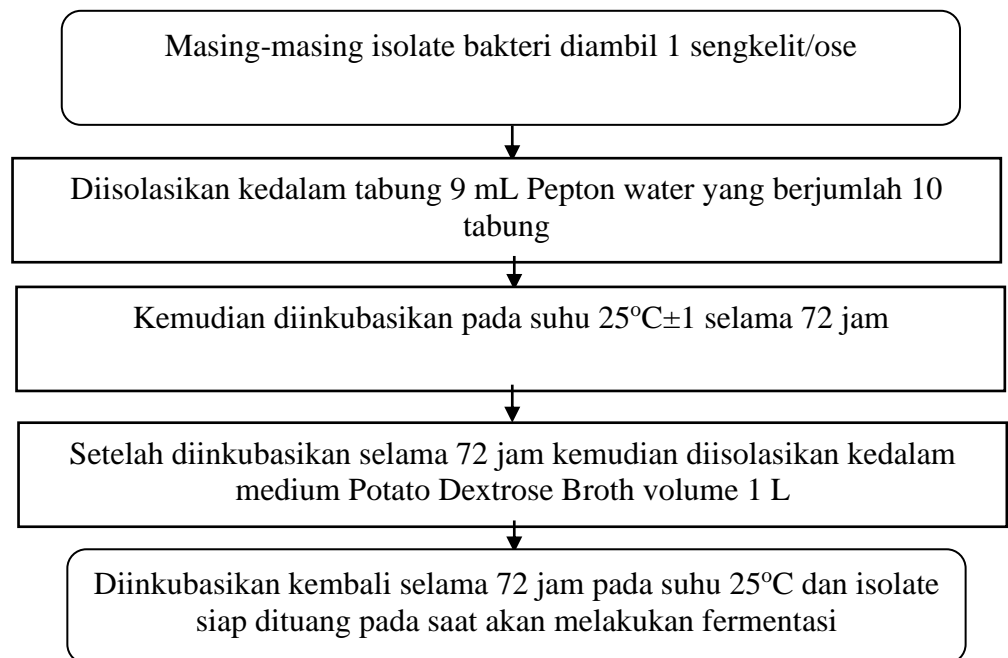 Masing-masing isolate bakteri diambil 1 sengkelit/ose
Diisolasikan kedalam tabung 9 mL Pepton water yang berjumlah 10
tabung
Kemudian diinkubasikan pada suhu 25°C±1 selama 72 jam
Setelah diinkubasikan selama 72 jam kemudian diisolasikan kedalam
medium Potato Dextrose Broth volume 1 L
Diinkubasikan kembali selama 72 jam pada suhu 25°C dan isolate
siap dituang pada saat akan melakukan fermentasi